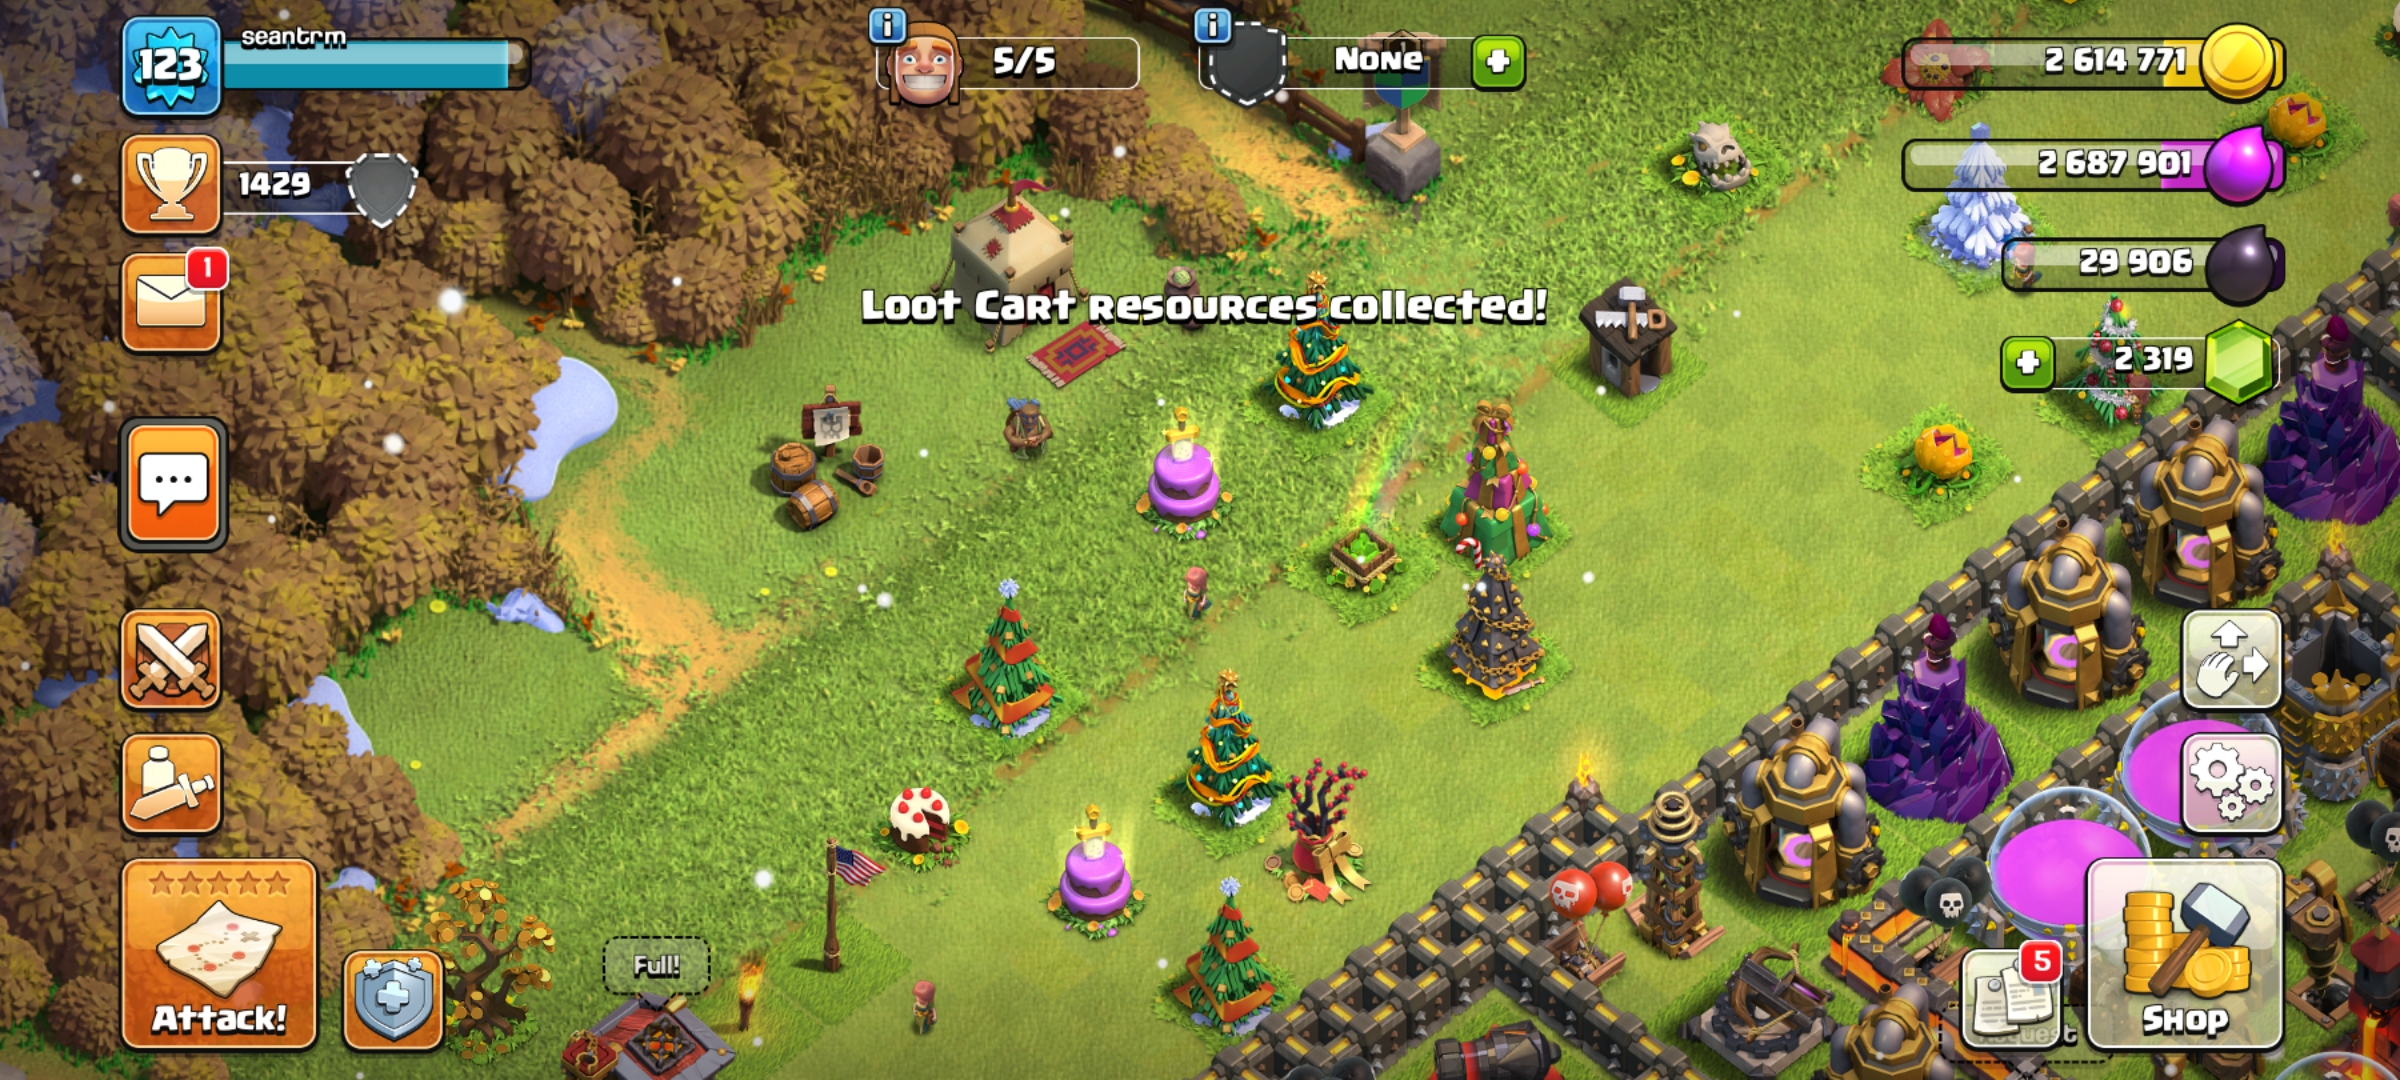 123
seantrm
5/5
None
2 614 771
1429
2 687 901
1
29 906
Loot Cart resources collected!
2 319
Full!
5
Attack!
Shop